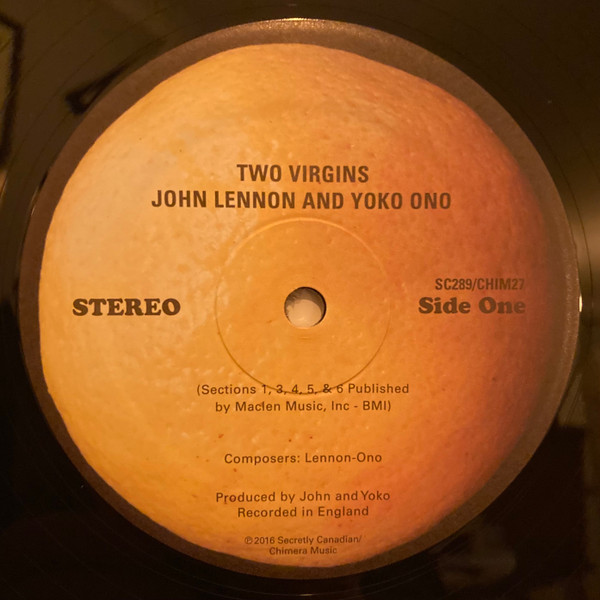 TWO VIRGINS
JOHN LENNON AND YOKO ONO
STEREO
SC289/CHIM27
Side One
(Sections 1, 3, 4, 5, & 6 Published
by Maclen Music, Inc - BMI)
Composers: Lennon-Ono
Produced by John and Yoko
Recorded in England
℗ 2016 Secretly Canadian/
Chimera Music